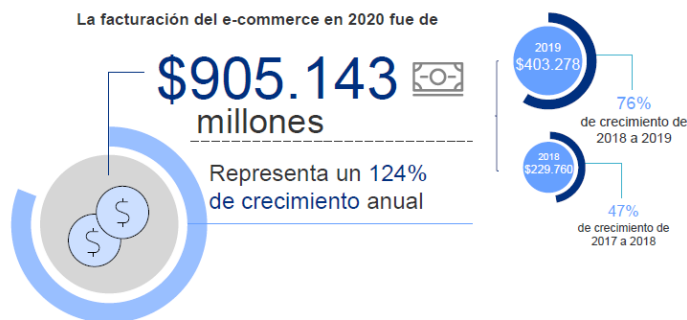 La facturación del e-commerce en 2020 fue de
$905.143
millones
Representa un 124%
de crecimiento anual
$
$
2019
$403.278
76%
de crecimiento de
2018 a 2019
2018
$229.760
47%
de crecimiento de
2017 a 2018